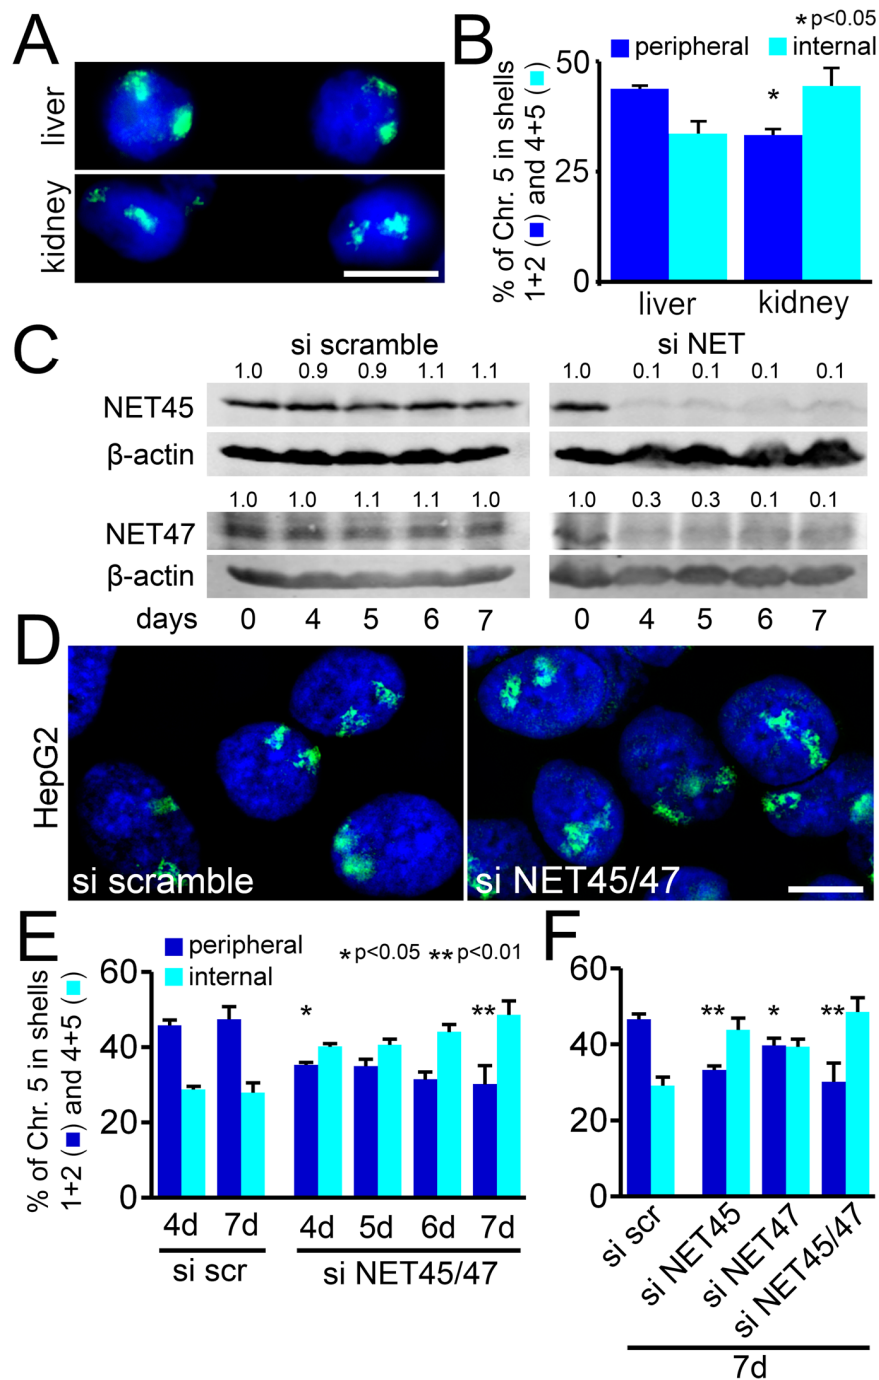 A
liver
kidney
B
* p<0.05
■ peripheral ■ internal
% of Chr. 5 in shells
1+2 (■) and 4+5 (■)
50
25
0
liver kidney
C
si scramble si NET
1.0 0.9 0.9 1.1 1.1 1.0 0.1 0.1 0.1 0.1
NET45
β-actin
1.0 1.0 1.1 1.1 1.0 1.0 0.3 0.3 0.1 0.1
NET47
β-actin
days 0 4 5 6 7 0 4 5 6 7
D
HepG2
si scramble si NET45/47
E
■ peripheral
■ internal
* p<0.05 ** p<0.01
% of Chr. 5 in shells
1+2 (■) and 4+5 (■)
60
40
20
0
* **
4d 7d 4d 5d 6d 7d
si scr si NET45/47
F
60
40
20
0
** * **
si scr
si NET45
si NET47
si NET45/47
7d